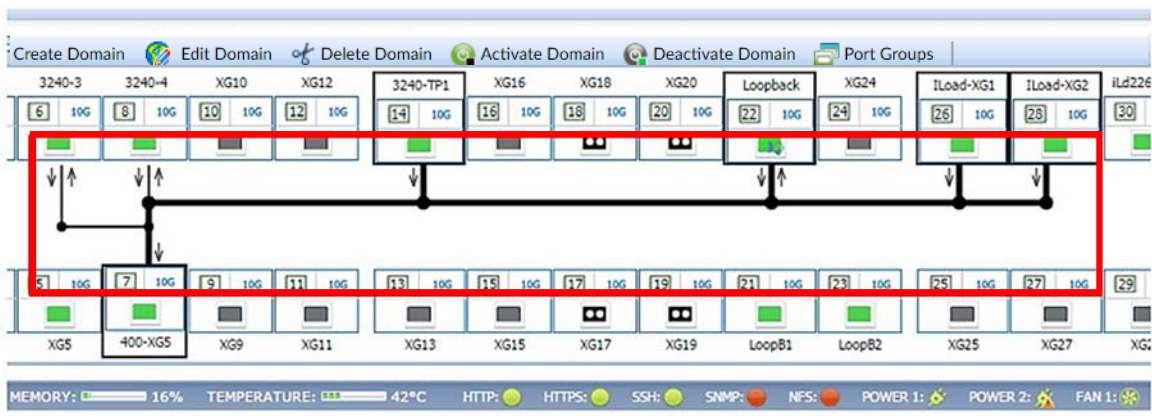 Create Domain Edit Domain Delete Domain Activate Domain Deactivate Domain Port Groups
3240-3 3240-4 XG10 XG12 3240-TP1 XG16 XG18 XG20 Loopback XG24 ILoad-XG1 ILoad-XG2 iLd226
6 10G 8 10G 10 10G 12 10G 14 10G 16 10G 18 10G 20 10G 22 10G 24 10G 26 10G 28 10G 30
5 10G 7 10G 9 10G 11 10G 13 10G 15 10G 17 10G 19 10G 21 10G 23 10G 25 10G 27 10G 29
XG5 400-XG5 XG9 XG11 XG13 XG15 XG17 XG19 LoopB1 LoopB2 XG25 XG27 XG2
MEMORY: 16% TEMPERATURE: 42°C HTTP: HTTPS: SSH: SNMP: NFS: POWER 1: POWER 2: FAN 1: